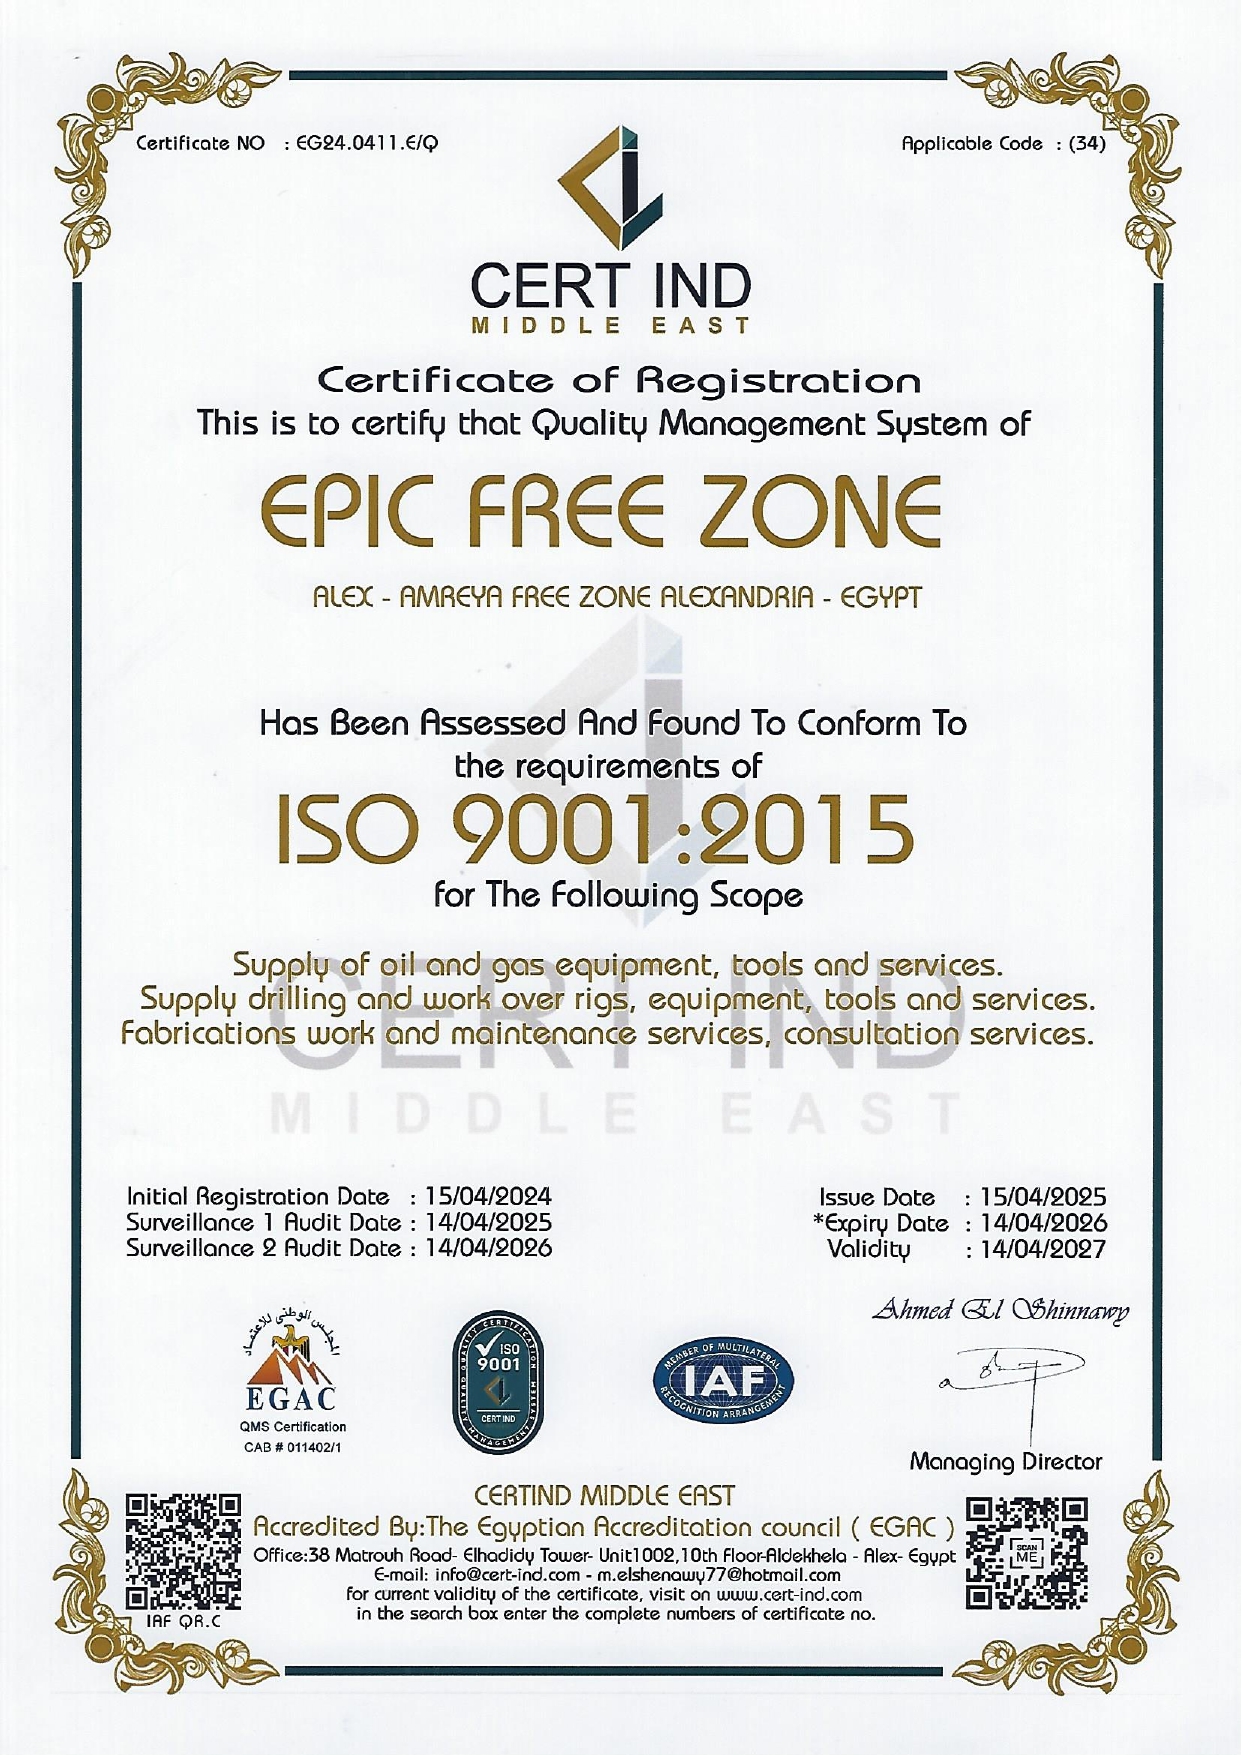 Certificate NO : EG24.0411.E/Q
Applicable Code : (34)
CERT IND
MIDDLE EAST
Certificate of Registration
This is to certify that Quality Management System of
EPIC FREE ZONE
ALEX - AMREYA FREE ZONE ALEXANDRIA - EGYPT
Has Been Assessed And Found To Conform To
the requirements of
ISO 9001:2015
for The Following Scope
Supply of oil and gas equipment, tools and services.
Supply drilling and work over rigs, equipment, tools and services.
Fabrications work and maintenance services, consultation services.
CERT IND
MIDDLE EAST
Initial Registration Date : 15/04/2024
Surveillance 1 Audit Date : 14/04/2025
Surveillance 2 Audit Date : 14/04/2026
Issue Date : 15/04/2025
*Expiry Date : 14/04/2026
Validity : 14/04/2027
Ahmed El Shinnawy
Managing Director
المجلس الوطنى للاعتماد
EGAC
QMS Certification
CAB # 011402/1
QUALITY CERTIFICATION
ISO
9001
CERT IND
MANAGEMENT SYSTEM
MEMBER OF MULTILATERAL
IAF
RECOGNITION ARRANGEMENT
CERTIND MIDDLE EAST
Accredited By:The Egyptian Accreditation council ( EGAC )
Office:38 Matrouh Road- Elhadidy Tower- Unit1002,10th Floor-Aldekhela - Alex- Egypt
E-mail: info@cert-ind.com - m.elshenawy77@hotmail.com
for current validity of the certificate, visit on www.cert-ind.com
in the search box enter the complete numbers of certificate no.
IAF QR.C
SCAN
ME